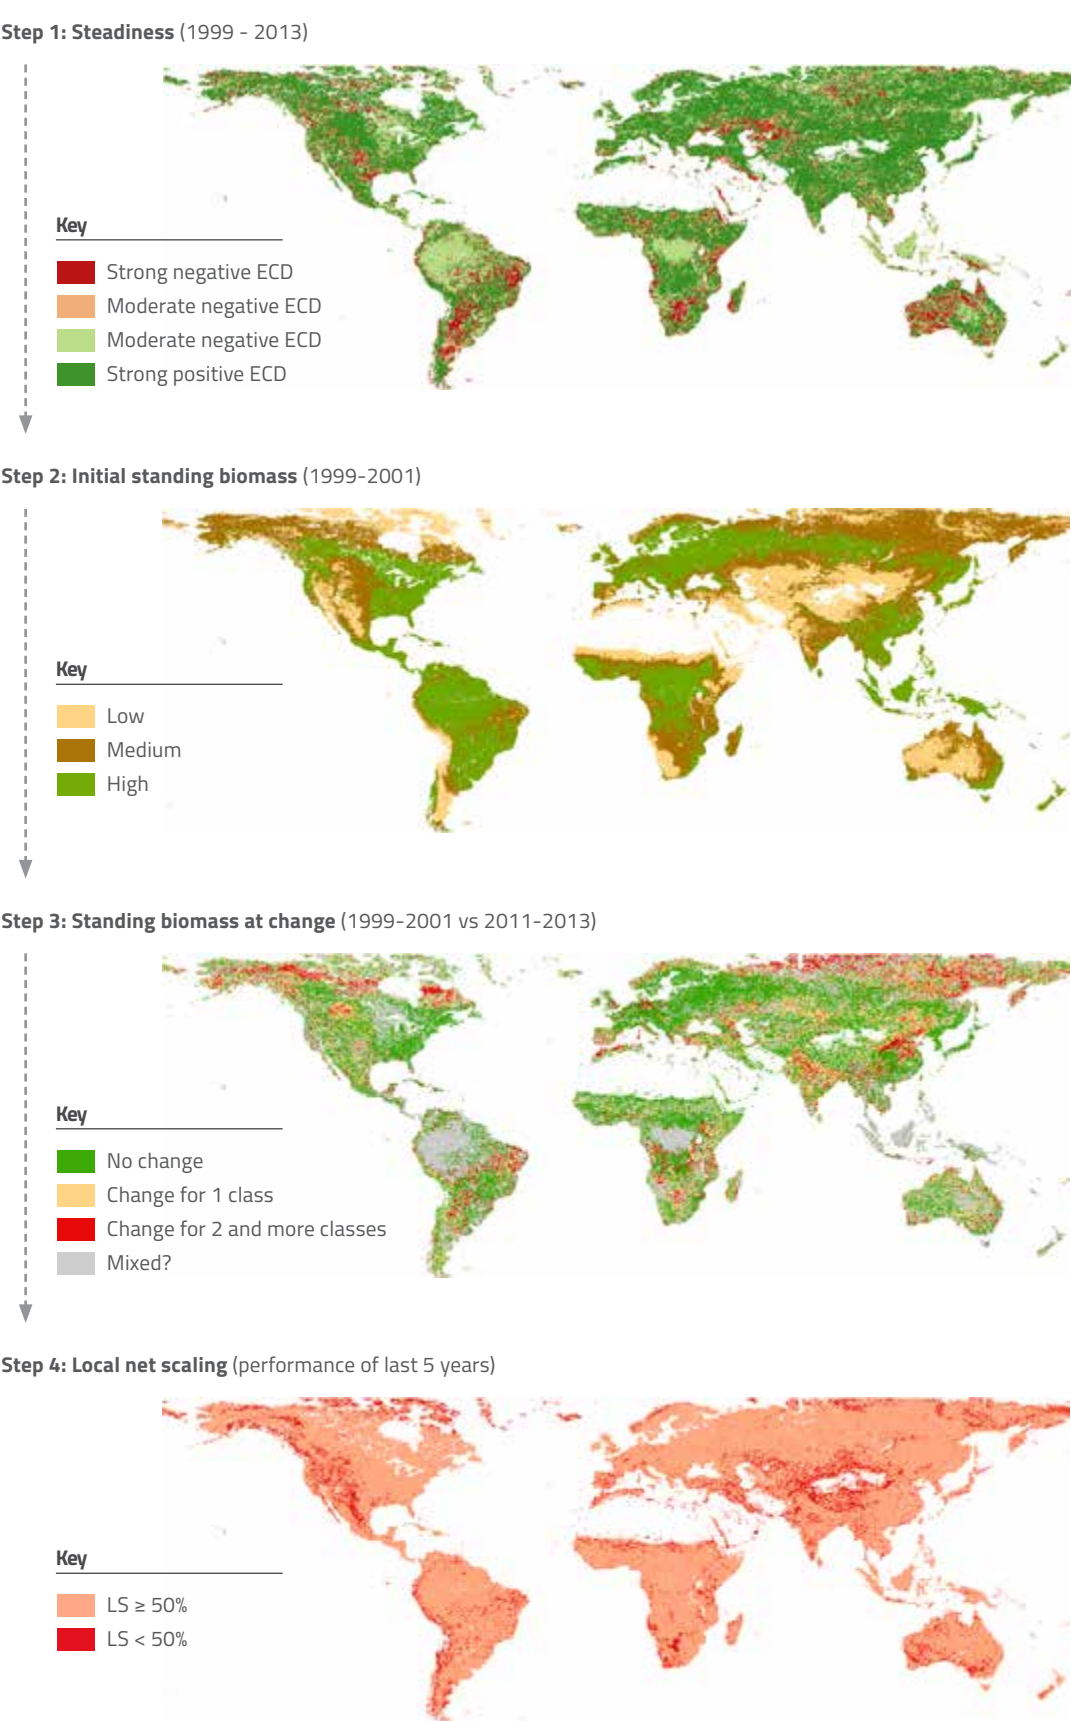 Step 1: Steadiness (1999 - 2013)
Key
Strong negative ECD
Moderate negative ECD
Moderate negative ECD
Strong positive ECD
Step 2: Initial standing biomass (1999-2001)
Key
Low
Medium
High
Step 3: Standing biomass at change (1999-2001 vs 2011-2013)
Key
No change
Change for 1 class
Change for 2 and more classes
Mixed?
Step 4: Local net scaling (performance of last 5 years)
Key
LS ≥ 50%
LS < 50%